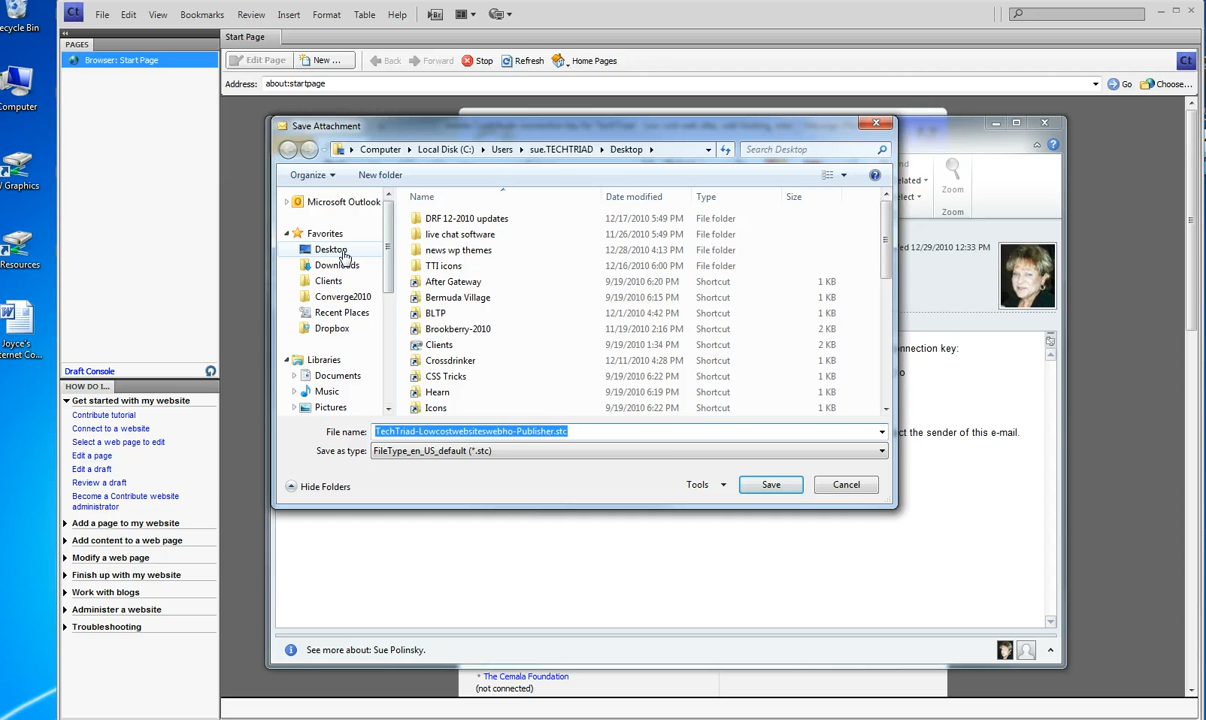 ecycle Bin
Computer
V Graphics
Resources
Joyce's
nternet Co...
Ct File Edit View Bookmarks Review Insert Format Table Help Br
PAGES
Browser: Start Page
Start Page
Edit Page New ... Back Forward Stop Refresh Home Pages Ct
Address: about:startpage Go Choose...
Save Attachment
Computer Local Disk (C:) Users sue.TECHTRIAD Desktop Search Desktop
Organize New folder
Name Date modified Type Size
Microsoft Outlook
Favorites
Desktop
Downloads
Clients
Converge2010
Recent Places
Dropbox
Libraries
Documents
Music
Pictures
DRF 12-2010 updates 12/17/2010 5:49 PM File folder
live chat software 11/26/2010 5:49 PM File folder
news wp themes 12/28/2010 4:13 PM File folder
TTI icons 12/16/2010 6:00 PM File folder
After Gateway 9/19/2010 6:20 PM Shortcut 1 KB
Bermuda Village 9/19/2010 6:15 PM Shortcut 1 KB
BLTP 12/1/2010 4:42 PM Shortcut 1 KB
Brookberry-2010 11/19/2010 2:16 PM Shortcut 2 KB
Clients 9/19/2010 1:34 PM Shortcut 2 KB
Crossdrinker 12/11/2010 4:28 PM Shortcut 1 KB
CSS Tricks 9/19/2010 6:22 PM Shortcut 1 KB
Hearn 9/19/2010 6:19 PM Shortcut 1 KB
Icons 9/19/2010 6:22 PM Shortcut 1 KB
File name: TechTriad-Lowcostwebsiteswebho-Publisher.stc
Save as type: FileType_en_US_default (*.stc)
Hide Folders Tools Save Cancel
elated
elect
Zoom
Zoom
ed 12/29/2010 12:33 PM
nnection key:
o
ct the sender of this e-mail.
See more about: Sue Polinsky.
* The Cemala Foundation
(not connected)
Draft Console
HOW DO I...
Get started with my website
Contribute tutorial
Connect to a website
Select a web page to edit
Edit a page
Edit a draft
Review a draft
Become a Contribute website
administrator
Add a page to my website
Add content to a web page
Modify a web page
Finish up with my website
Work with blogs
Administer a website
Troubleshooting